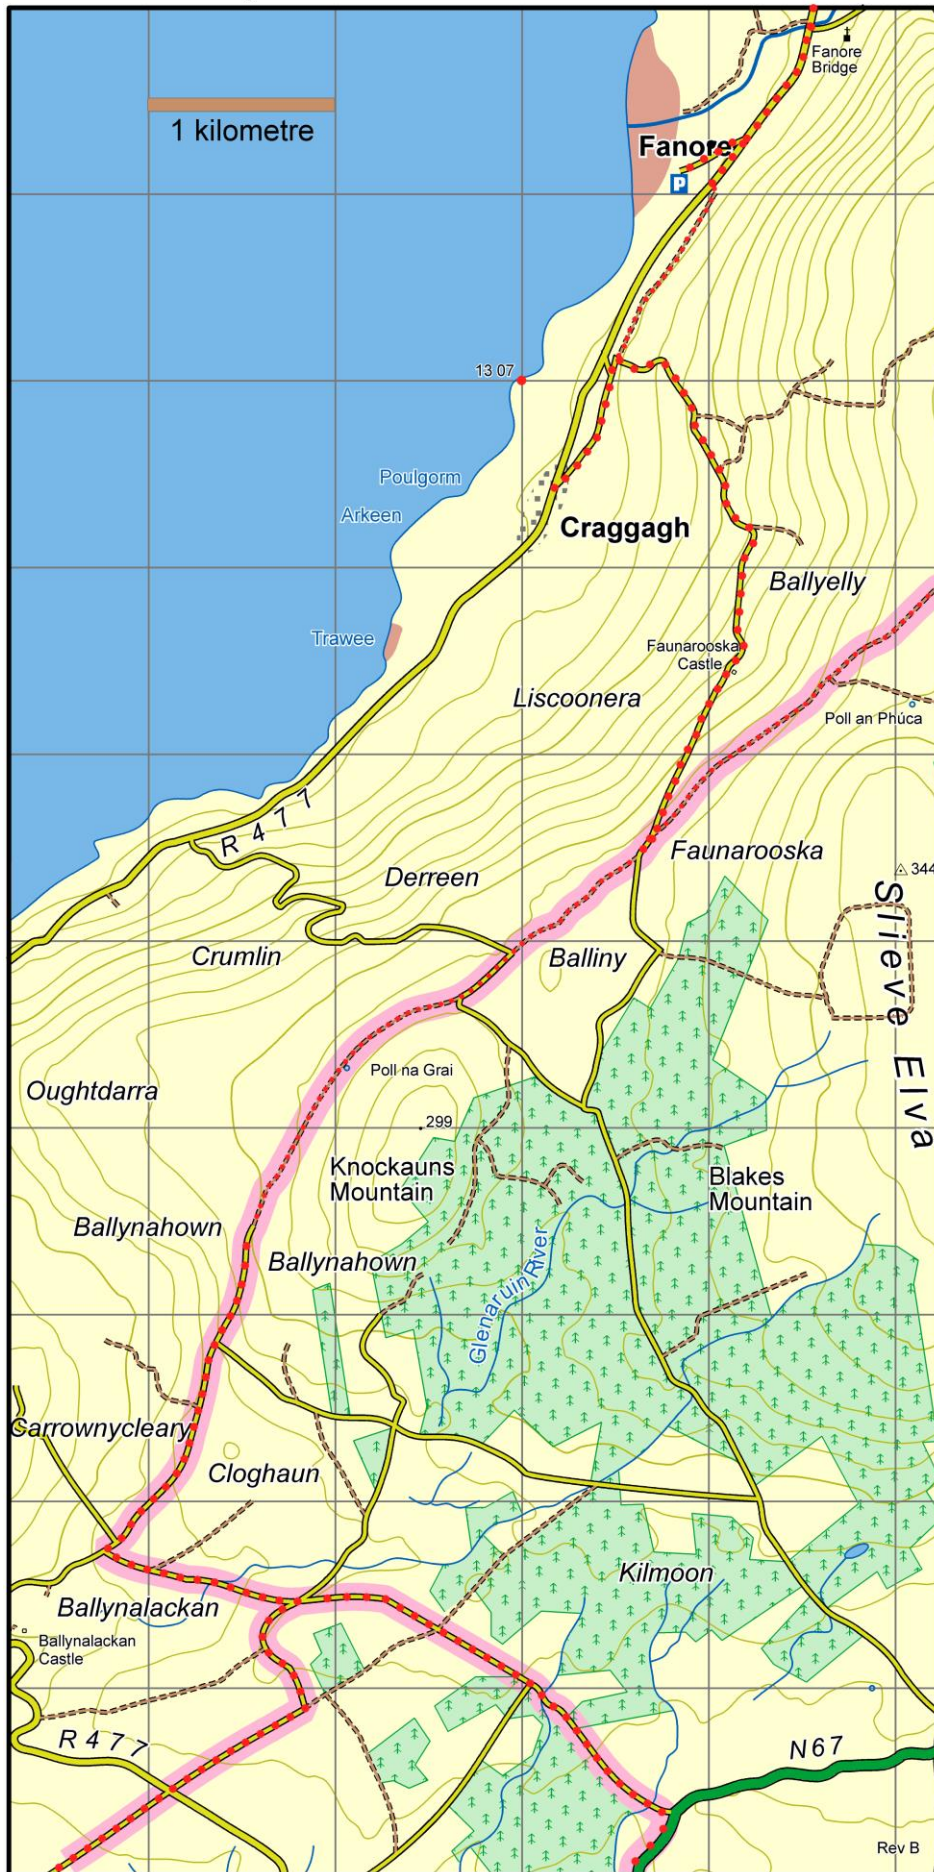 Fanore
Bridge
1 kilometre
Fanore
P
13 07
Poulgorm
Arkeen
Craggagh
Ballyelly
Trawee
Faunarooska
Castle
Liscoonera
Poll an Phúca
R 477
Faunarooska
344
Derreen
Slieve Elva
Crumlin
Balliny
Poll na Grai
Oughtdarra
299
Knockauns
Mountain
Blakes
Mountain
Ballynahown
Ballynahown
Glenaruin River
Carrownycleary
Cloghaun
Kilmoon
Ballynalackan
Ballynalackan
Castle
R 477
N67
Rev B